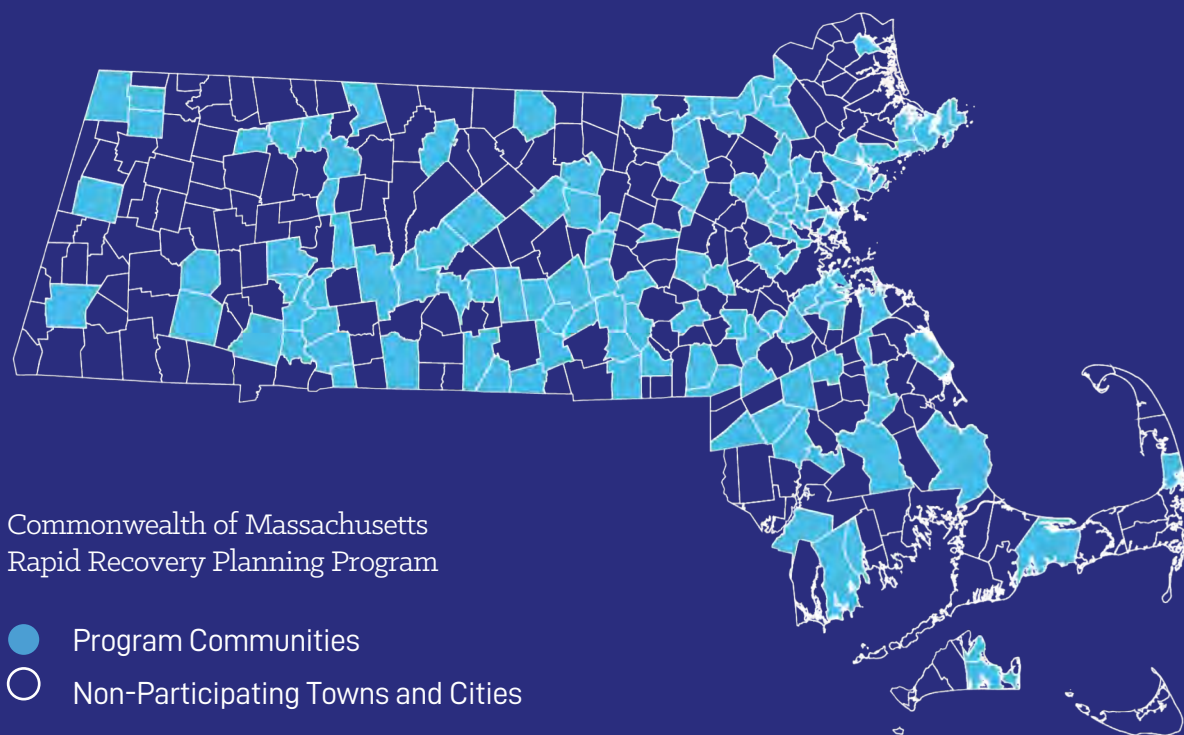 Commonwealth of Massachusetts
Rapid Recovery Planning Program
Program Communities
Non-Participating Towns and Cities